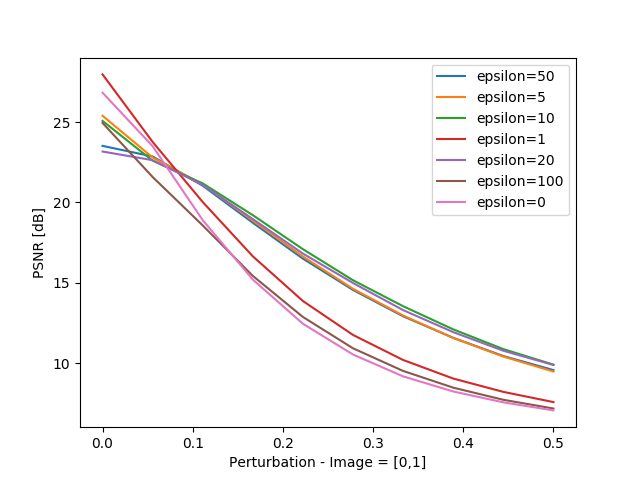 epsilon=50
epsilon=5
epsilon=10
epsilon=1
epsilon=20
epsilon=100
epsilon=0
25
20
15
10
PSNR [dB]
0.0 0.1 0.2 0.3 0.4 0.5
Perturbation - Image = [0,1]